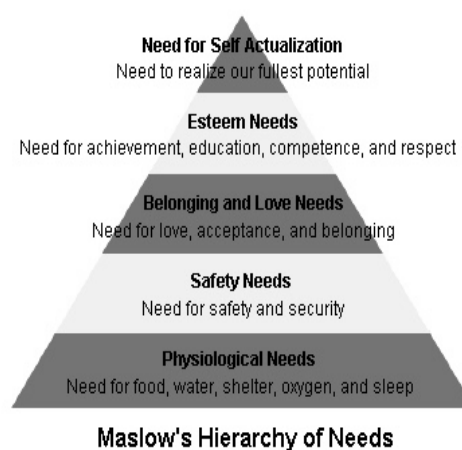 Need for Self Actualization
Need to realize our fullest potential
Esteem Needs
Need for achievement, education, competence, and respect
Belonging and Love Needs
Need for love, acceptance, and belonging
Safety Needs
Need for safety and security
Physiological Needs
Need for food, water, shelter, oxygen, and sleep
Maslow's Hierarchy of Needs